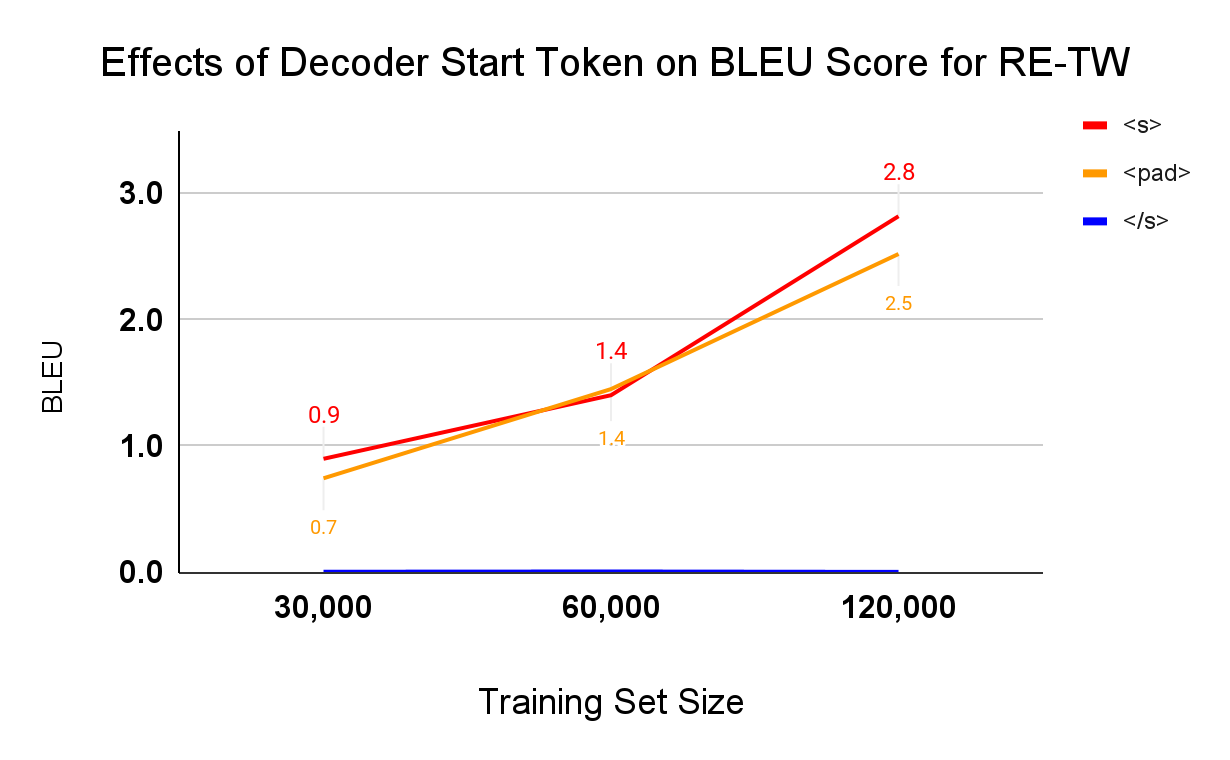 Effects of Decoder Start Token on BLEU Score for RE-TW
<s>
<pad>
</s>
BLEU
3.0
2.0
1.0
0.0
2.8
2.5
1.4
1.4
0.9
0.7
30,000
60,000
120,000
Training Set Size